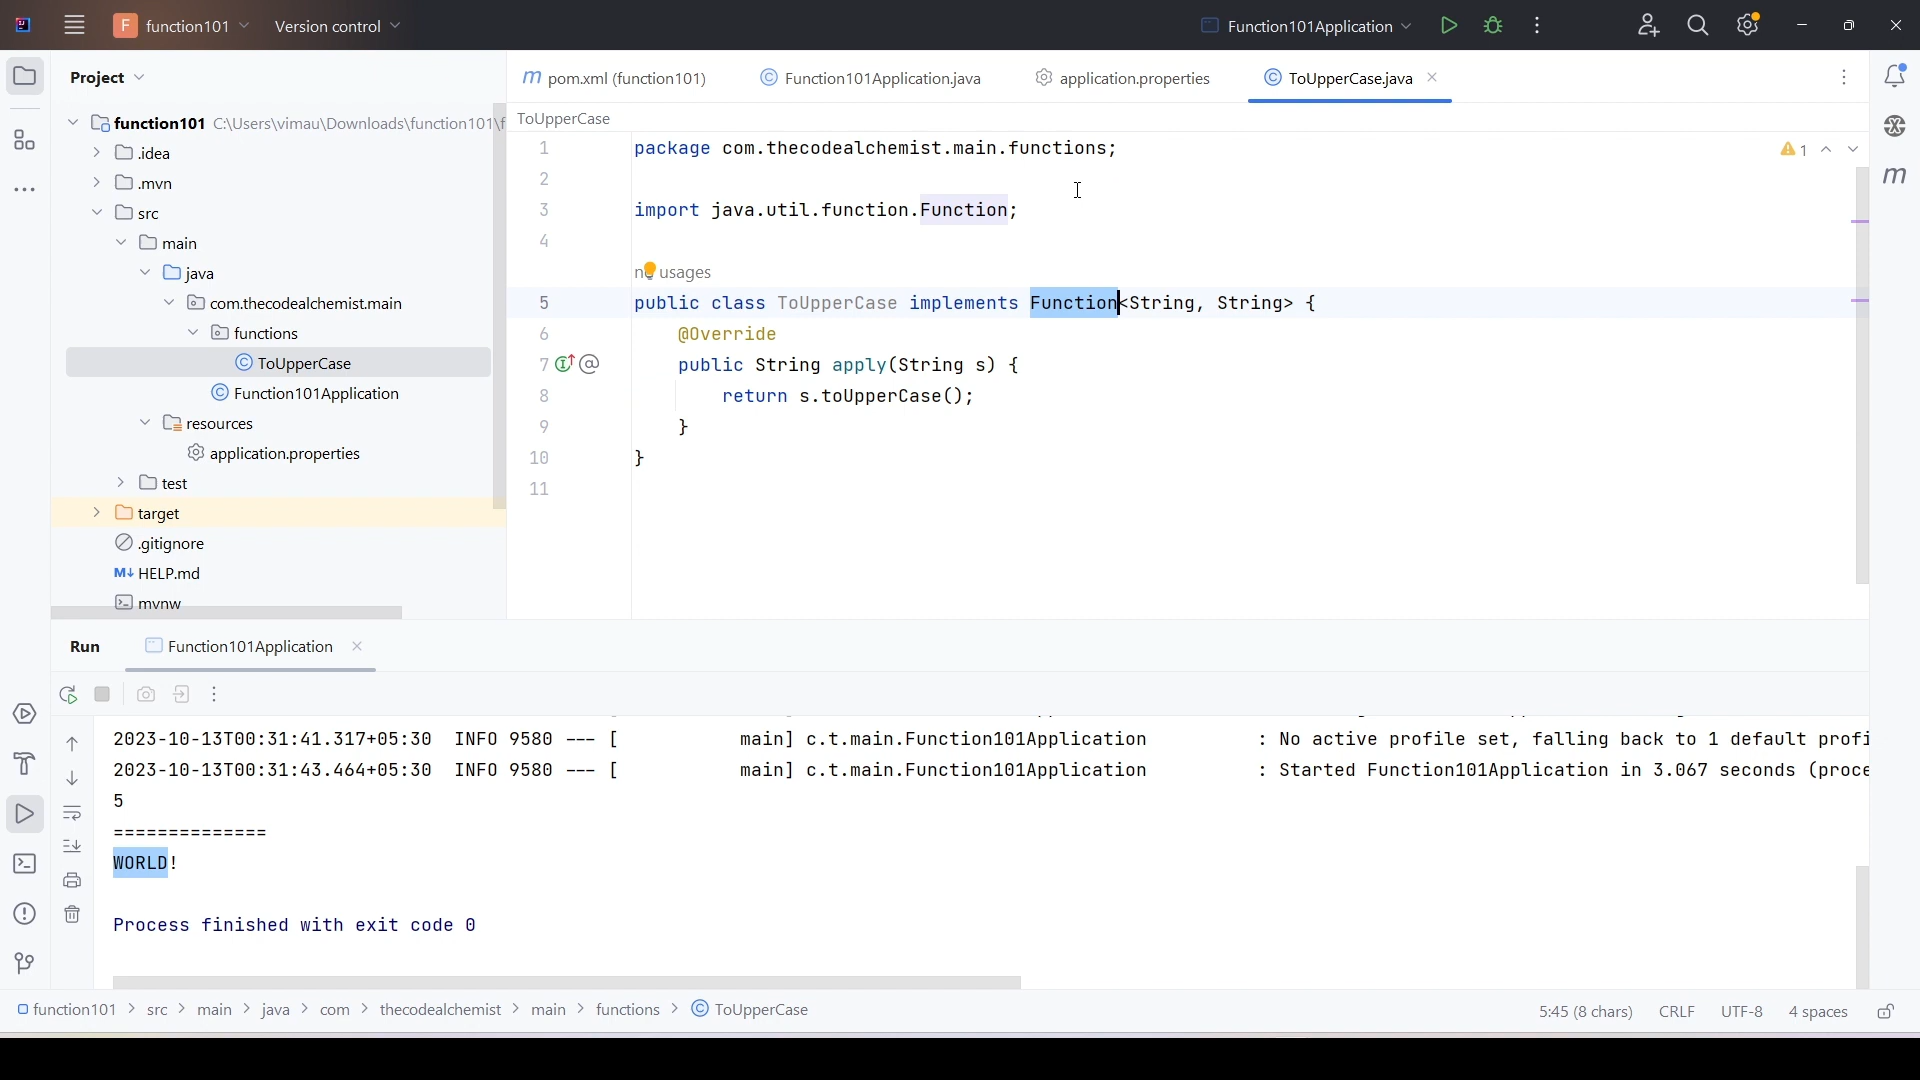 F function101 Version control Function101Application
Project
function101 C:\Users\vimau\Downloads\function101\f
.idea
.mvn
src
main
java
com.thecodealchemist.main
functions
ToUpperCase
Function101Application
resources
application.properties
test
target
.gitignore
M↓ HELP.md
mvnw
m pom.xml (function101) Function101Application.java application.properties ToUpperCase.java
ToUpperCase
1 package com.thecodealchemist.main.functions; 1
2
3 import java.util.function.Function;
4
no usages
5 public class ToUpperCase implements Function<String, String> {
6 @Override
7 public String apply(String s) {
8 return s.toUpperCase();
9 }
10 }
11
m
Run Function101Application
2023-10-13T00:31:41.317+05:30 INFO 9580 --- [ main] c.t.main.Function101Application : No active profile set, falling back to 1 default profi
2023-10-13T00:31:43.464+05:30 INFO 9580 --- [ main] c.t.main.Function101Application : Started Function101Application in 3.067 seconds (proce
5
==============
WORLD!
Process finished with exit code 0
function101 > src > main > java > com > thecodealchemist > main > functions > ToUpperCase 5:45 (8 chars) CRLF UTF-8 4 spaces